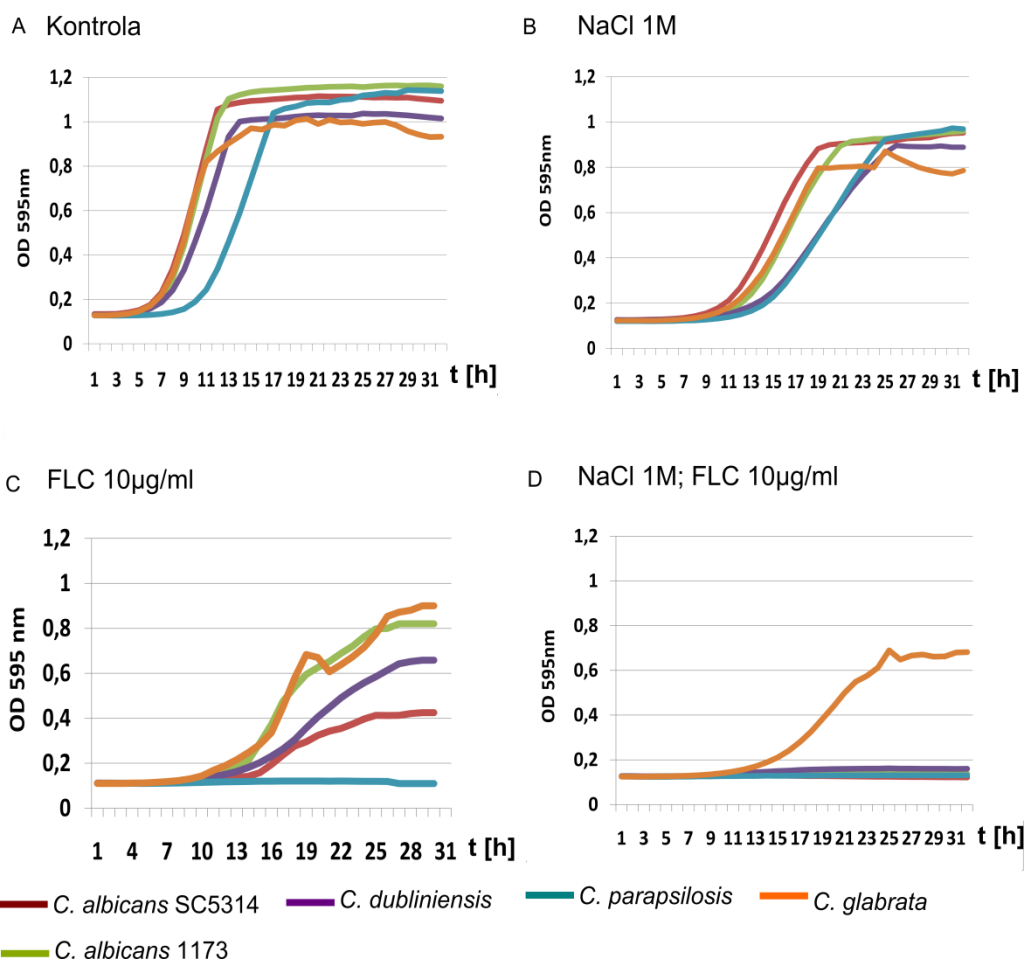 A Kontrola
OD 595nm
1,2
1
0,8
0,6
0,4
0,2
0
1 3 5 7 9 11 13 15 17 19 21 23 25 27 29 31 t [h]
B NaCl 1M
OD 595nm
1,2
1
0,8
0,6
0,4
0,2
0
1 3 5 7 9 11 13 15 17 19 21 23 25 27 29 31 t [h]
C FLC 10µg/ml
OD 595 nm
1,2
1
0,8
0,6
0,4
0,2
0
1 4 7 10 13 16 19 22 25 28 31 t [h]
D NaCl 1M; FLC 10µg/ml
OD 595nm
1,2
1
0,8
0,6
0,4
0,2
0
1 3 5 7 9 11 13 15 17 19 21 23 25 27 29 31 t [h]
C. albicans SC5314 C. dubliniensis C. parapsilosis C. glabrata
C. albicans 1173